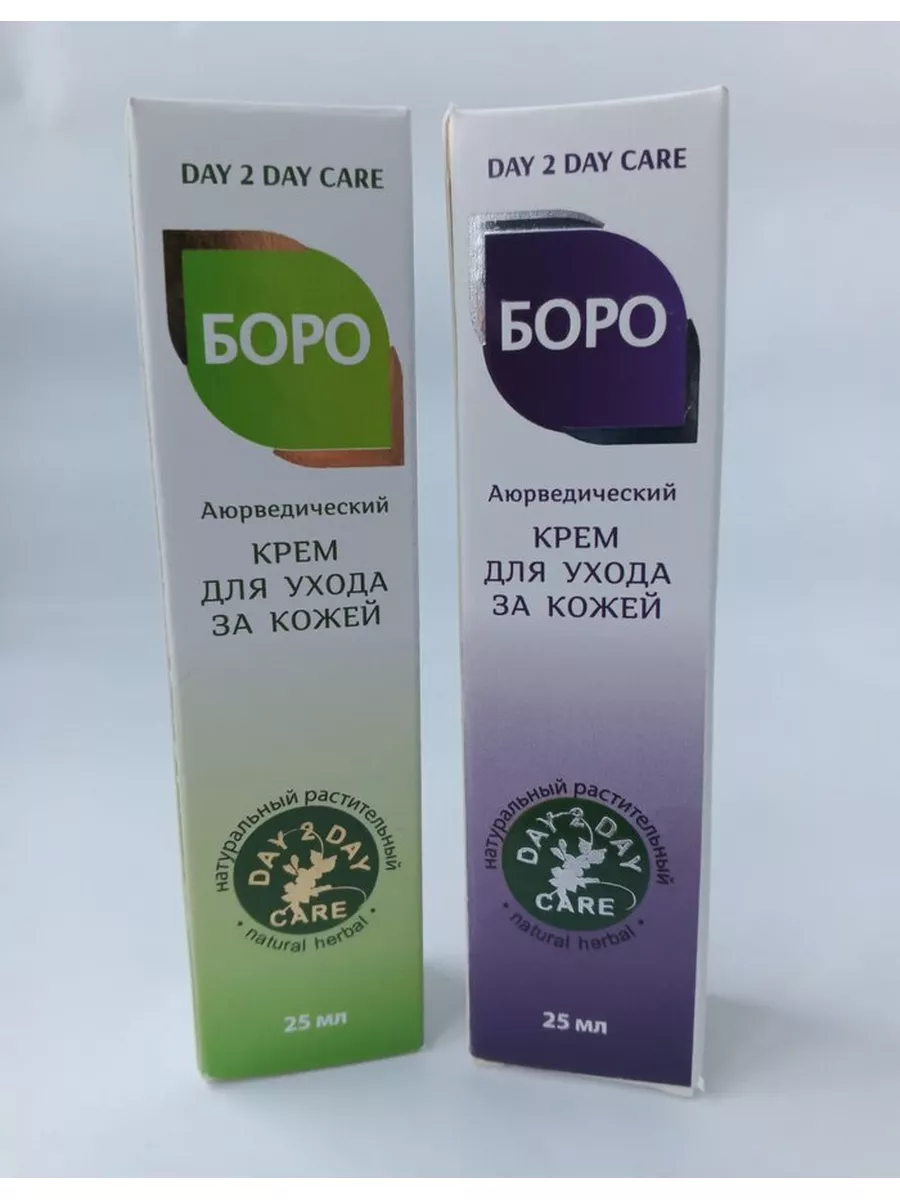 DAY 2 DAY CARE
БОРО
Аюрведический
КРЕМ
ДЛЯ УХОДА
ЗА КОЖЕЙ
натуральный растительный
DAY 2 DAY
CARE
• natural herbal •
25 мл
DAY 2 DAY CARE
БОРО
Аюрведический
КРЕМ
ДЛЯ УХОДА
ЗА КОЖЕЙ
натуральный растительный
DAY 2 DAY
CARE
• natural herbal •
25 мл